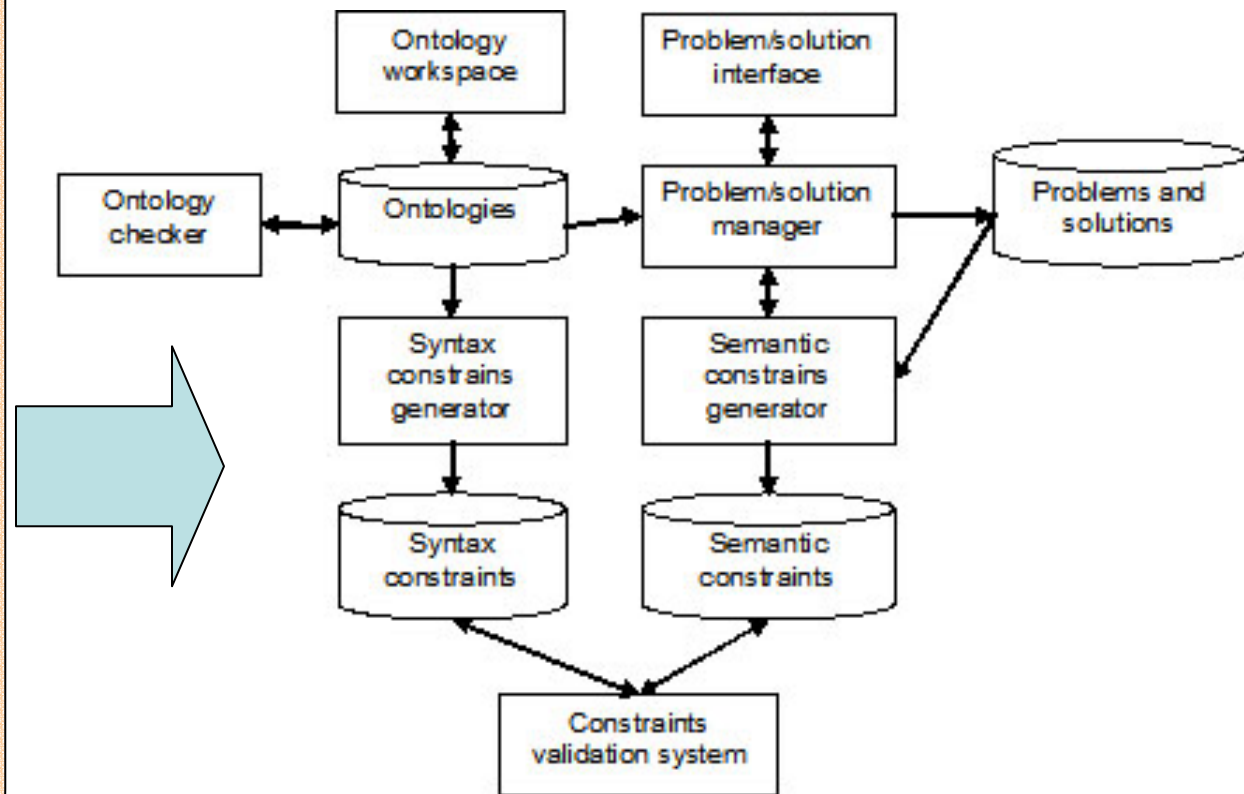 Ontology
workspace
Problem/solution
interface
Ontology
checker
Ontologies
Problem/solution
manager
Problems and
solutions
Syntax
constrains
generator
Semantic
constrains
generator
Syntax
constraints
Semantic
constraints
Constraints
validation system